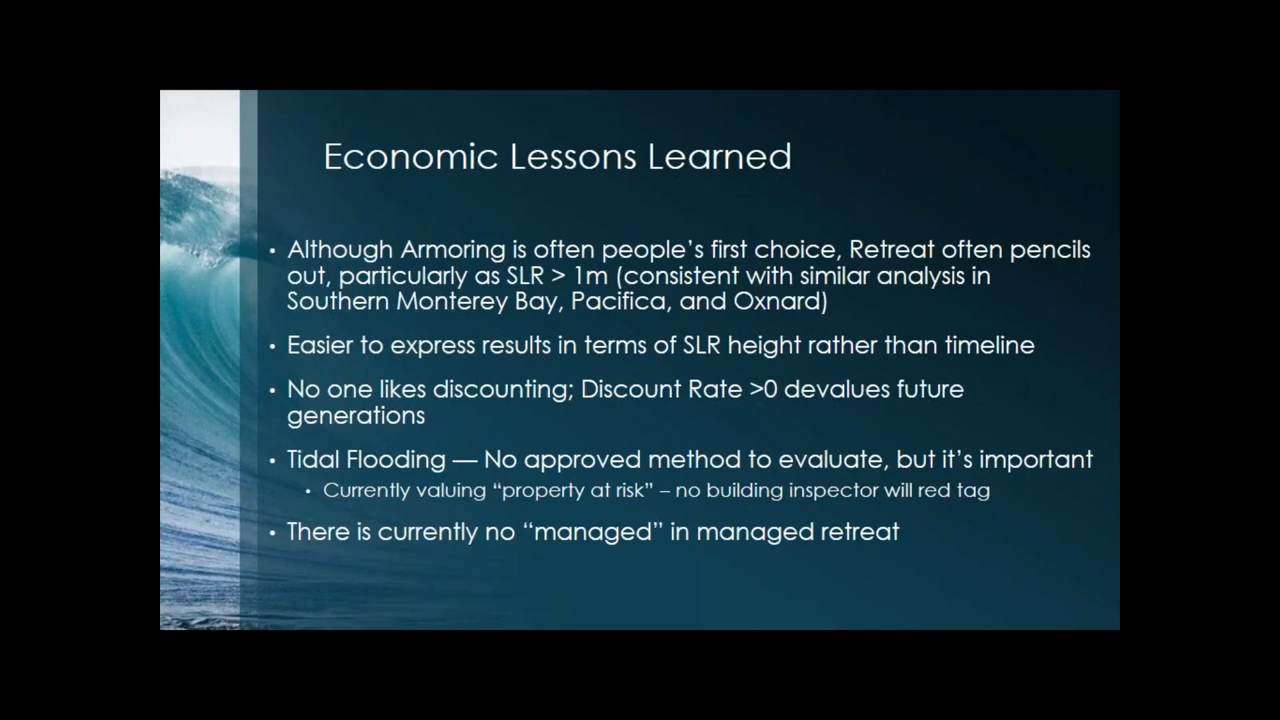 Economic Lessons Learned
• Although Armoring is often people’s first choice, Retreat often pencils
out, particularly as SLR > 1m (consistent with similar analysis in
Southern Monterey Bay, Pacifica, and Oxnard)
• Easier to express results in terms of SLR height rather than timeline
• No one likes discounting; Discount Rate >0 devalues future
generations
• Tidal Flooding — No approved method to evaluate, but it’s important
• Currently valuing “property at risk” – no building inspector will red tag
• There is currently no “managed” in managed retreat